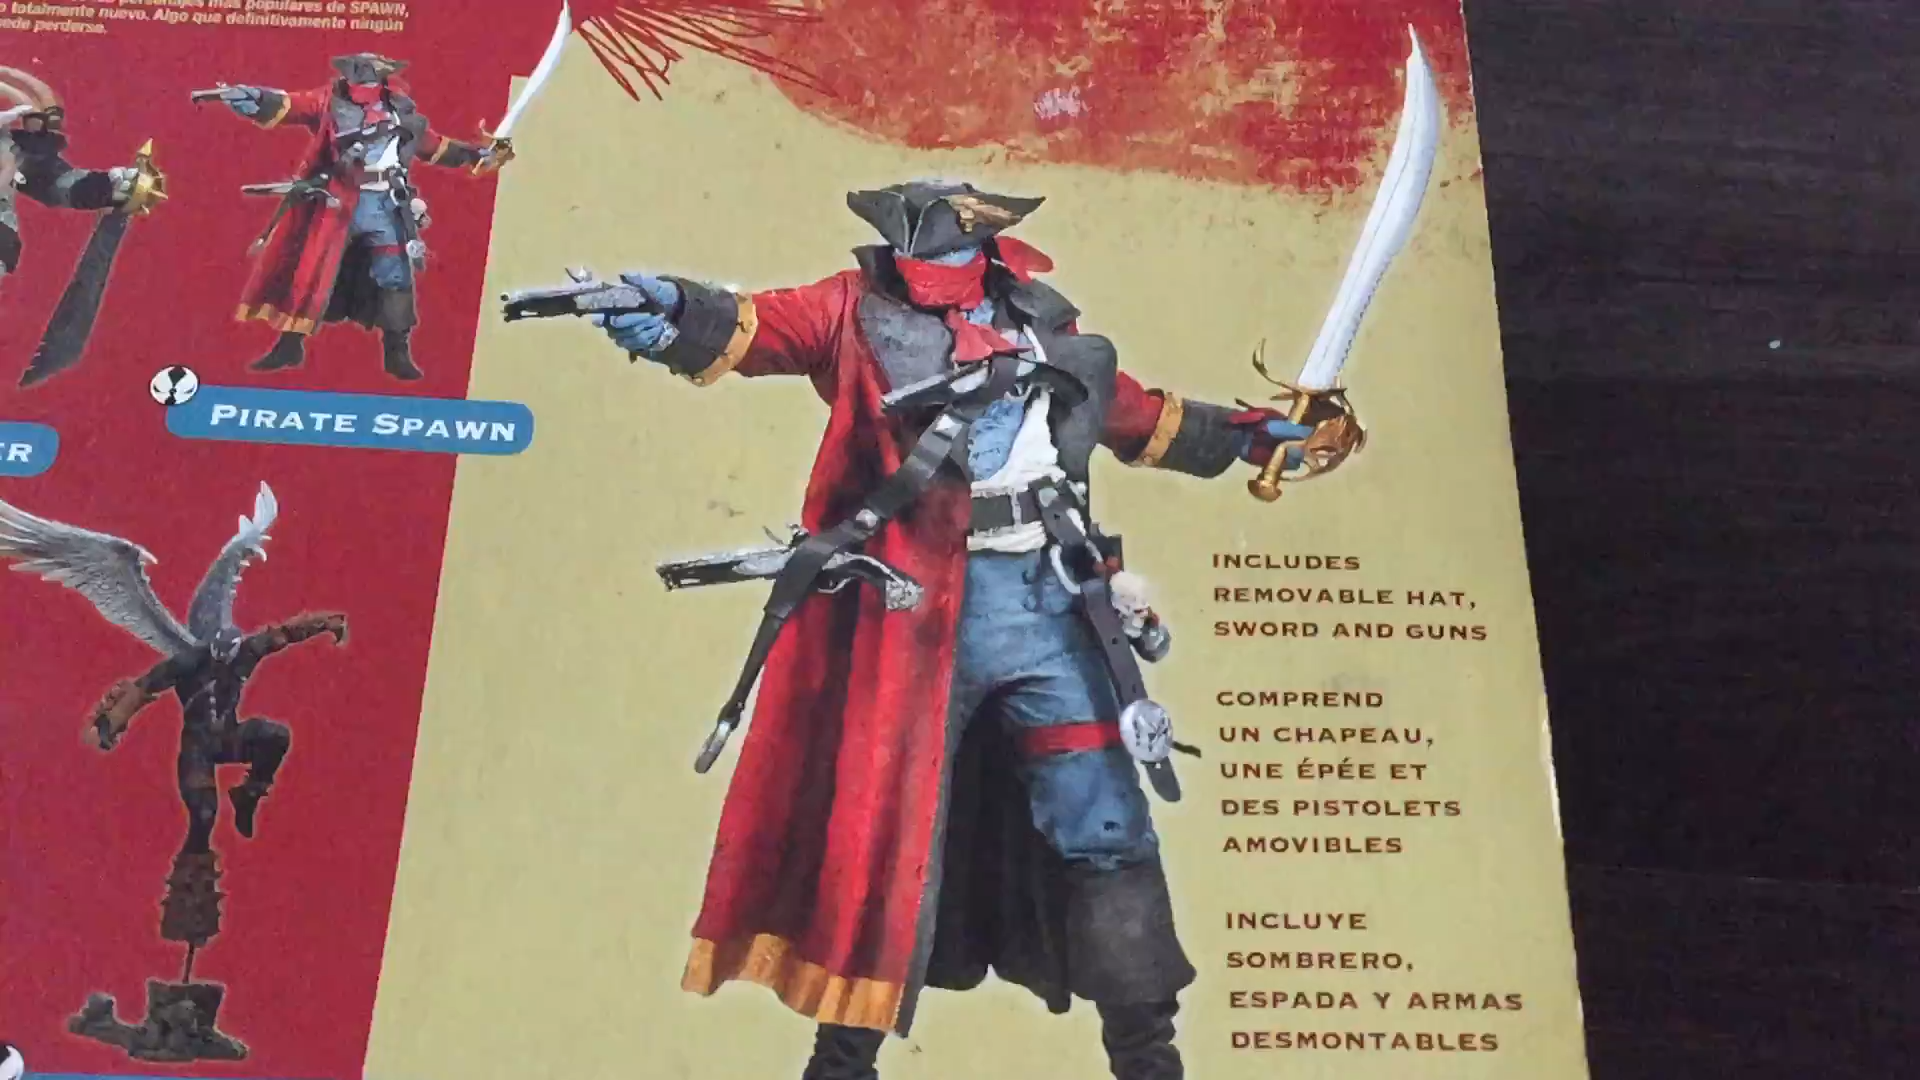 personajes más populares de SPAWN,
totalmente nuevo. Algo que definitivamente ningún
perderse.
PIRATE SPAWN
ER
INCLUDES
REMOVABLE HAT,
SWORD AND GUNS
COMPREND
UN CHAPEAU,
UNE ÉPÉE ET
DES PISTOLETS
AMOVIBLES
INCLUYE
SOMBRERO,
ESPADA Y ARMAS
DESMONTABLES